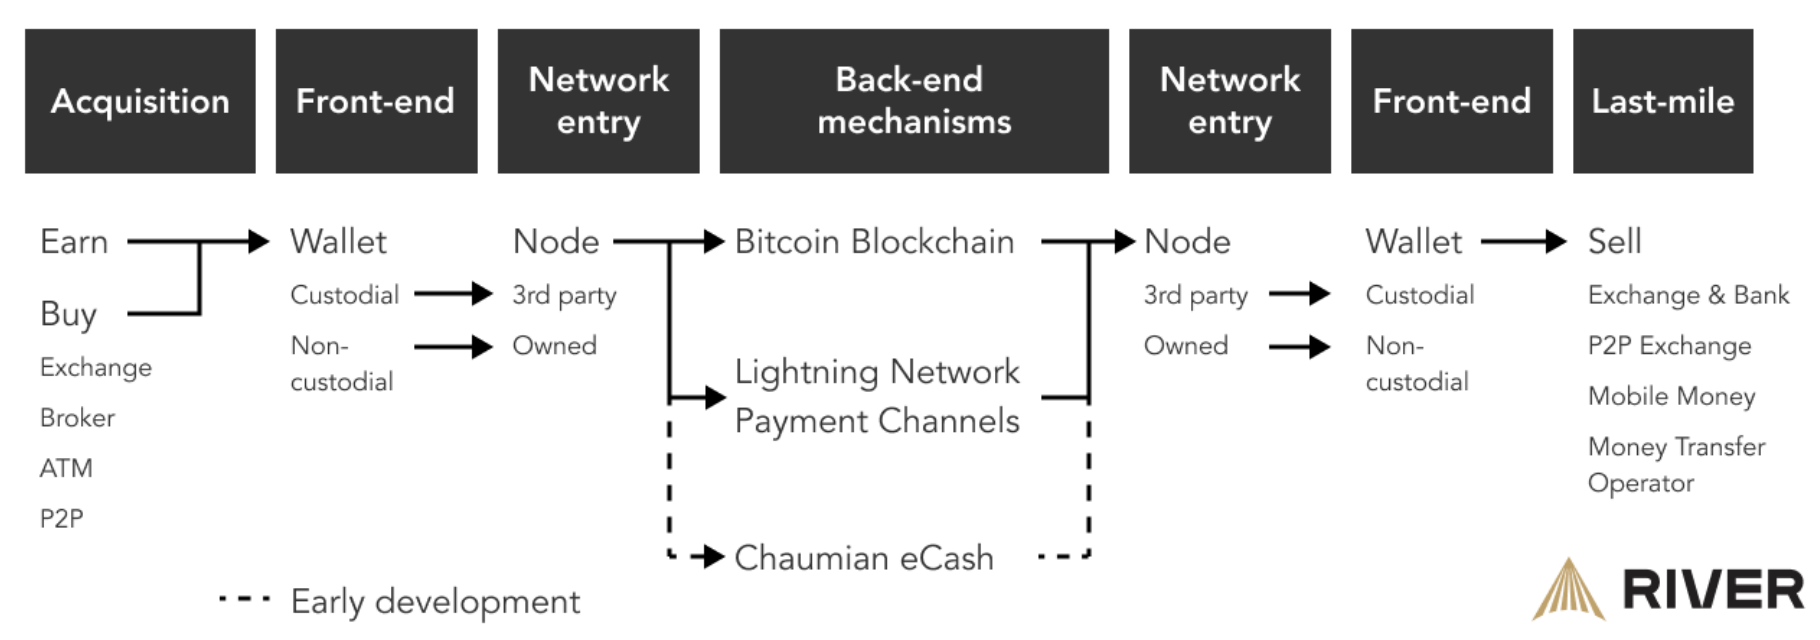 Acquisition
Front-end
Network
entry
Back-end
mechanisms
Network
entry
Front-end
Last-mile
Earn
Buy
Exchange
Broker
ATM
P2P
Wallet
Custodial
Non-
custodial
Node
3rd party
Owned
Bitcoin Blockchain
Lightning Network
Payment Channels
Chaumian eCash
Node
3rd party
Owned
Wallet
Custodial
Non-
custodial
Sell
Exchange & Bank
P2P Exchange
Mobile Money
Money Transfer
Operator
Early development
RIVER